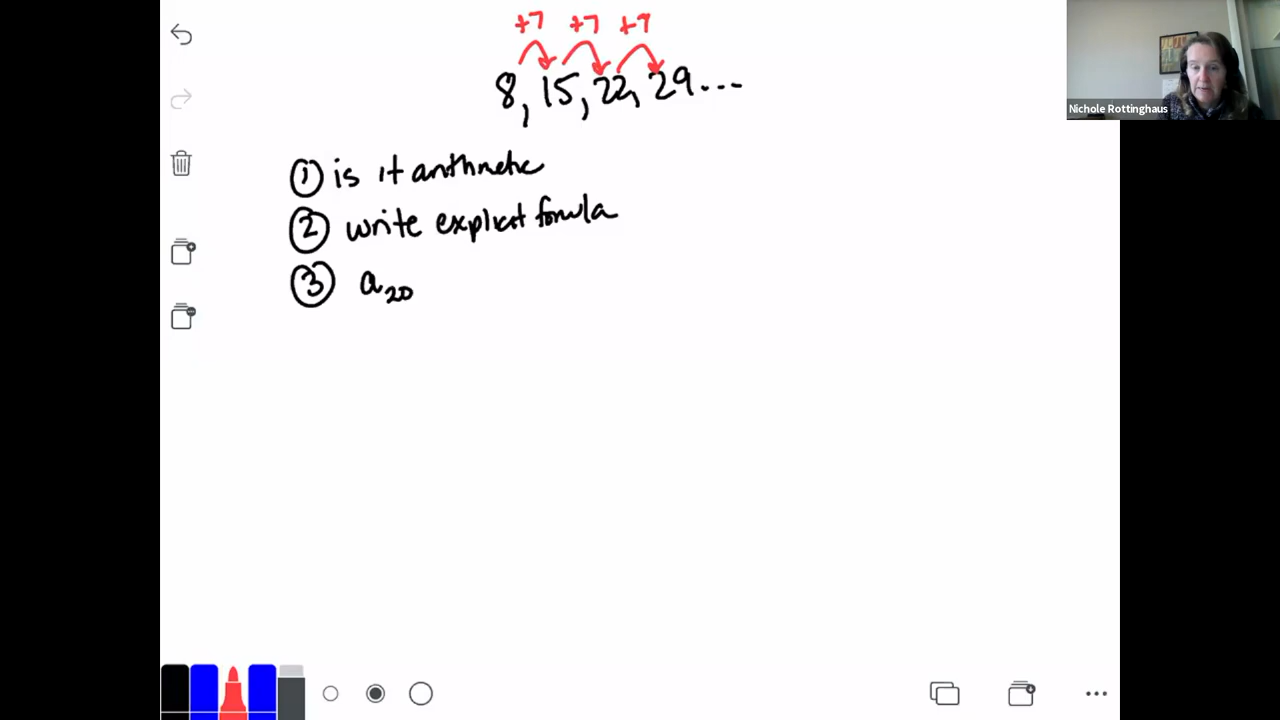 +7 +7 +7
8, 15, 22, 29...
Nichole Rottinghaus
① is it arithmetic
② write explicit formula
③ a₂₀